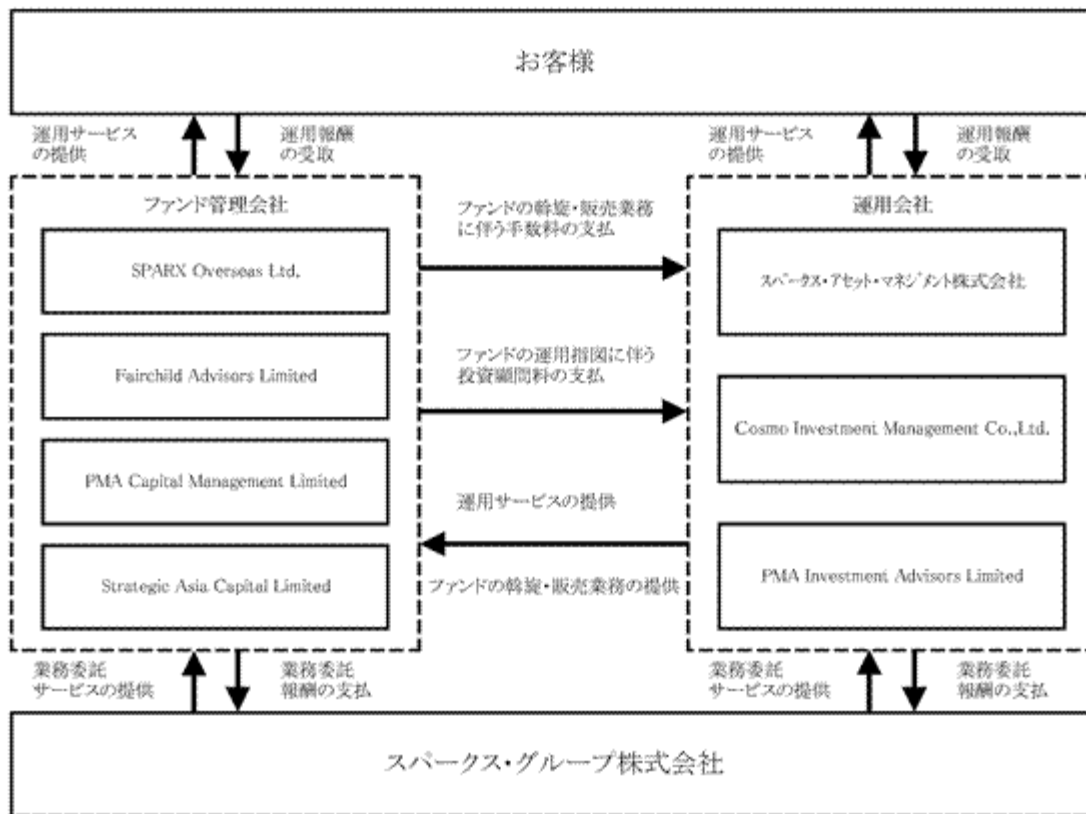 お客様
運用サービス
の提供
運用報酬
の受取
運用サービス
の提供
運用報酬
の受取
ファンド管理会社
SPARX Overseas Ltd.
Fairchild Advisors Limited
PMA Capital Management Limited
Strategic Asia Capital Limited
ファンドの斡旋・販売業務
に伴う手数料の支払
ファンドの運用指図に伴う
投資顧問料の支払
運用サービスの提供
ファンドの斡旋・販売業務の提供
運用会社
スパークス・アセット・マネジメント株式会社
Cosmo Investment Management Co.,Ltd.
PMA Investment Advisors Limited
業務委託
サービスの提供
業務委託
報酬の支払
業務委託
サービスの提供
業務委託
報酬の支払
スパークス・グループ株式会社